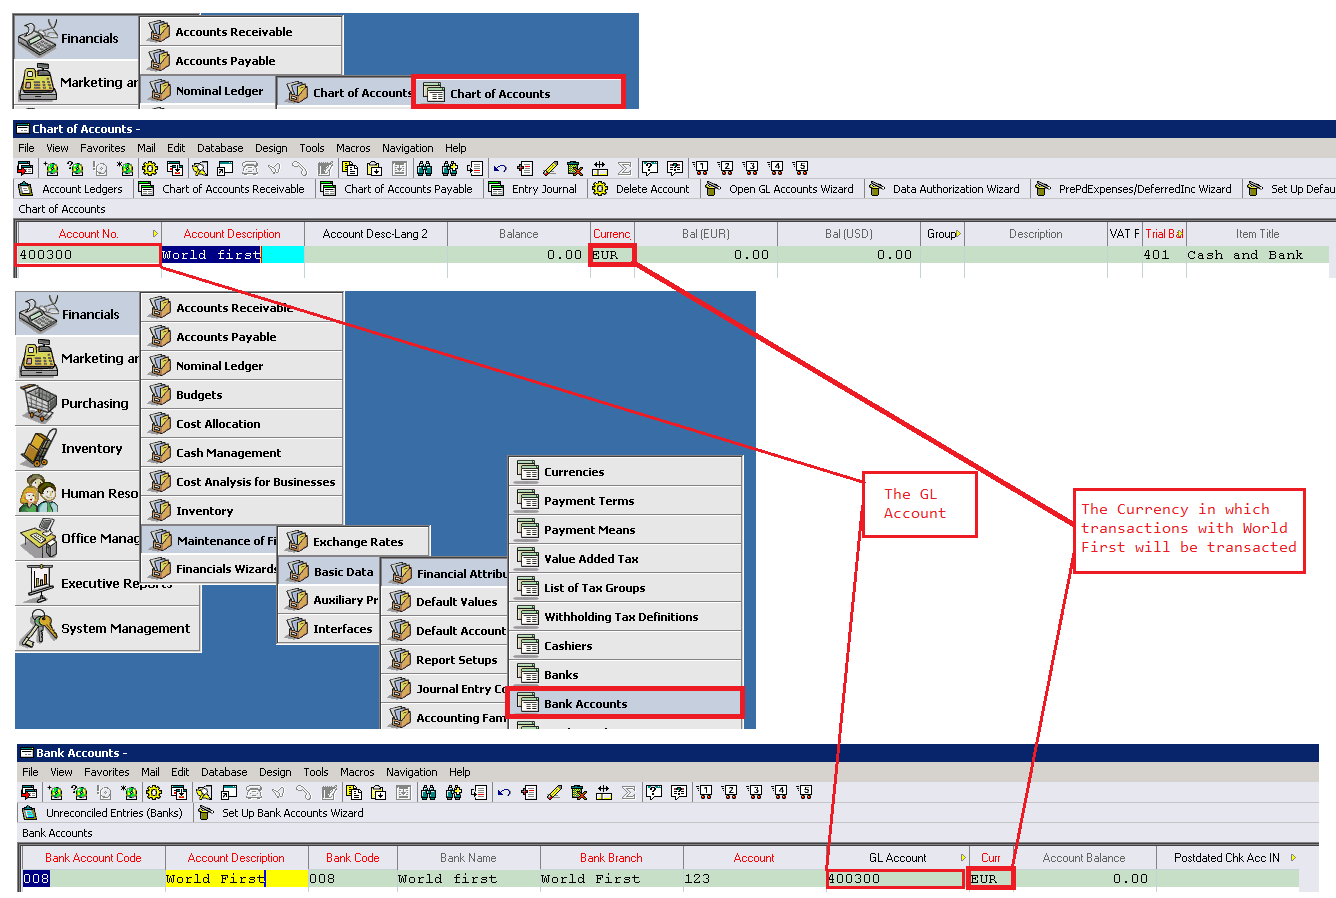 Financials
Accounts Receivable
Accounts Payable
Marketing ar
Nominal Ledger
Chart of Accounts
Chart of Accounts
Chart of Accounts -
File View Favorites Mail Edit Database Design Tools Macros Navigation Help
Account Ledgers Chart of Accounts Receivable Chart of Accounts Payable Entry Journal Delete Account Open GL Accounts Wizard Data Authorization Wizard PrePdExpenses/DeferredInc Wizard Set Up Defau
Chart of Accounts
Account No. Account Description Account Desc-Lang 2 Balance Currenc Bal (EUR) Bal (USD) Group Description VAT F Trial Bal Item Title
400300 World first 0.00 EUR 0.00 0.00 401 Cash and Bank
Financials
Marketing ar
Purchasing
Inventory
Human Reso
Office Manag
Executive Reports
System Management
Accounts Receivable
Accounts Payable
Nominal Ledger
Budgets
Cost Allocation
Cash Management
Cost Analysis for Businesses
Inventory
Maintenance of Fi
Financials Wizards
Exchange Rates
Basic Data
Auxiliary Pr
Interfaces
Financial Attribu
Default Values
Default Account
Report Setups
Journal Entry Co
Accounting Fam
Currencies
Payment Terms
Payment Means
Value Added Tax
List of Tax Groups
Withholding Tax Definitions
Cashiers
Banks
Bank Accounts
The GL
Account
The Currency in which
transactions with World
First will be transacted
Bank Accounts -
File View Favorites Mail Edit Database Design Tools Macros Navigation Help
Unreconciled Entries (Banks) Set Up Bank Accounts Wizard
Bank Accounts
Bank Account Code Account Description Bank Code Bank Name Bank Branch Account GL Account Curr Account Balance Postdated Chk Acc IN
008 World First 008 World first World First 123 400300 EUR 0.00